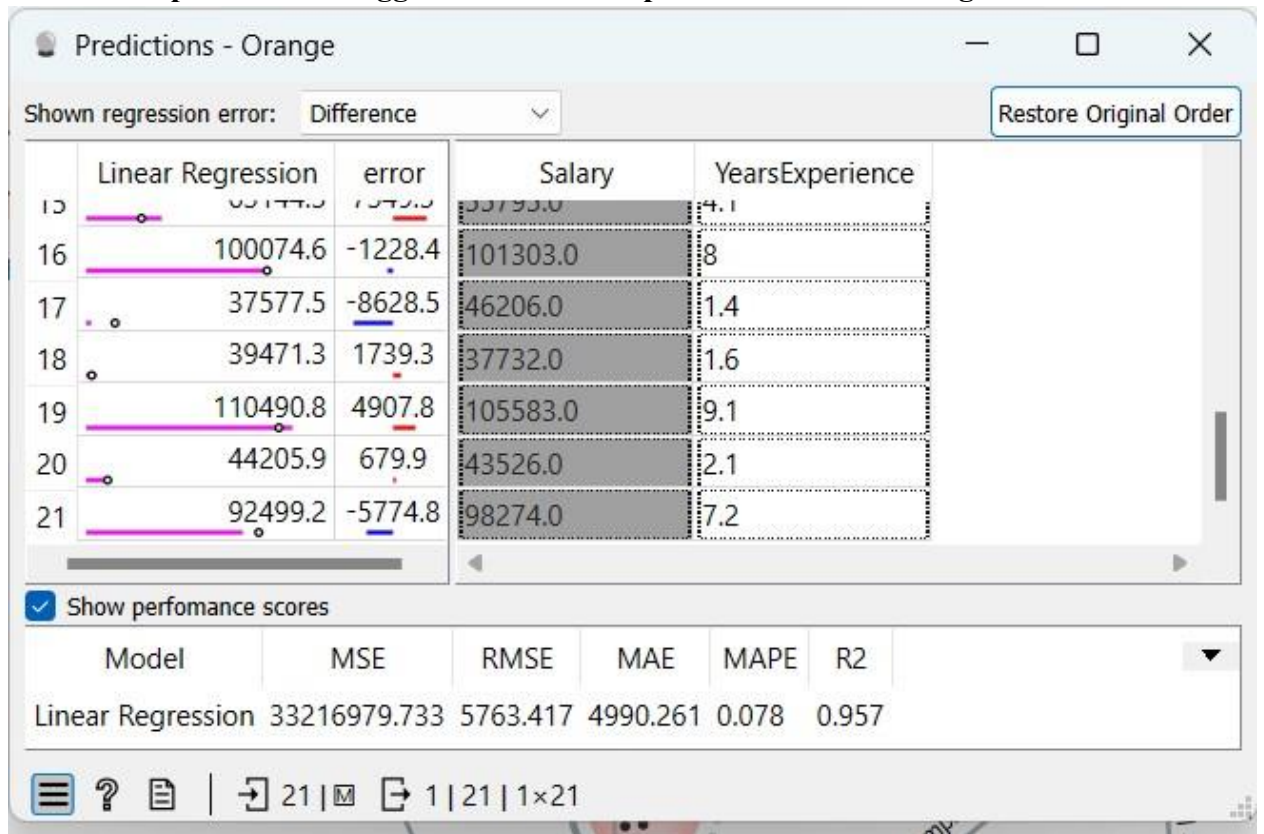 Predictions - Orange
Shown regression error: Difference
Restore Original Order
Linear Regression error Salary YearsExperience
15 4.1
16 100074.6 -1228.4 101303.0 8
17 37577.5 -8628.5 46206.0 1.4
18 39471.3 1739.3 37732.0 1.6
19 110490.8 4907.8 105583.0 9.1
20 44205.9 679.9 43526.0 2.1
21 92499.2 -5774.8 98274.0 7.2
Show perfomance scores
Model MSE RMSE MAE MAPE R2
Linear Regression 33216979.733 5763.417 4990.261 0.078 0.957
? 21 | M 1 | 21 | 1×21